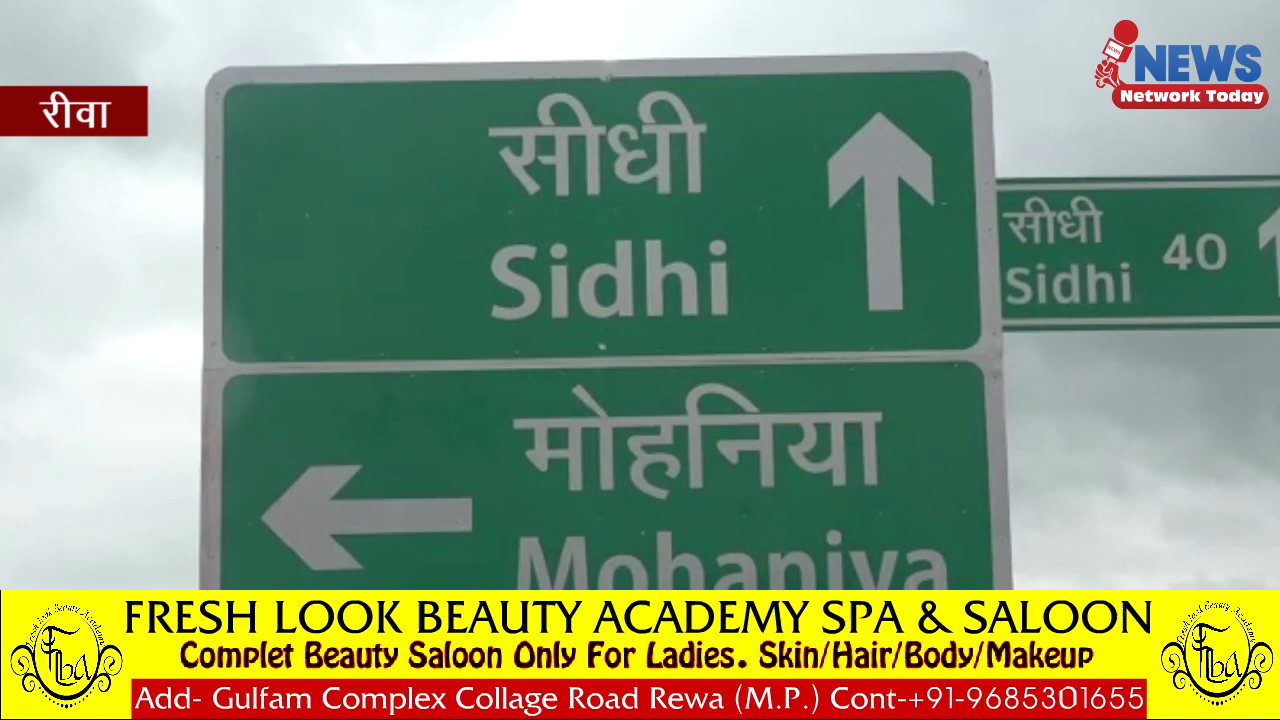 रीवा
NEWS
Network Today
सीधी
Sidhi
सीधी
Sidhi
40
मोहनिया
Mohaniya
FRESH LOOK BEAUTY ACADEMY SPA & SALOON
Complet Beauty Saloon Only For Ladies. Skin/Hair/Body/Makeup
Add- Gulfam Complex Collage Road Rewa (M.P.) Cont-+91-9685301655